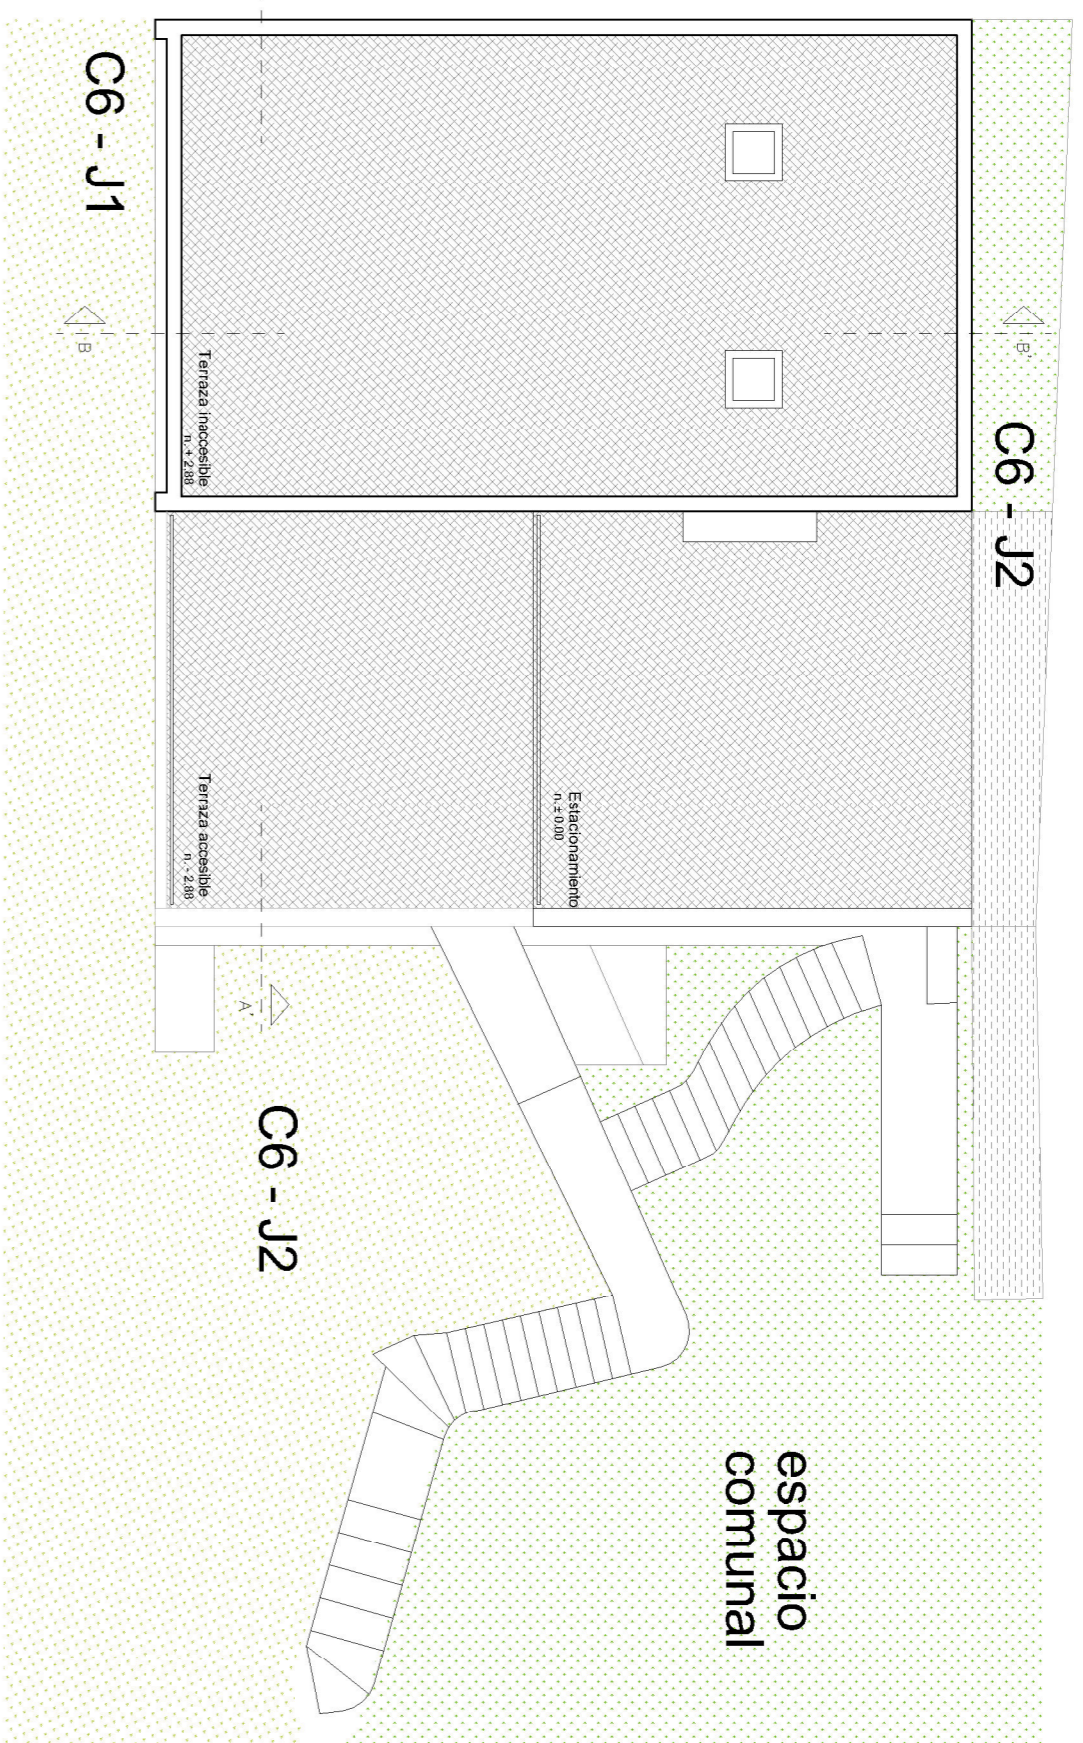 C6 - J2
B'
espacio
comunal
Estacionamiento
n. ± 0.00
C6 - J2
A'
Terraza inaccesible
n. + 2.88
Terraza accesible
n. - 2.88
C6 - J1
B